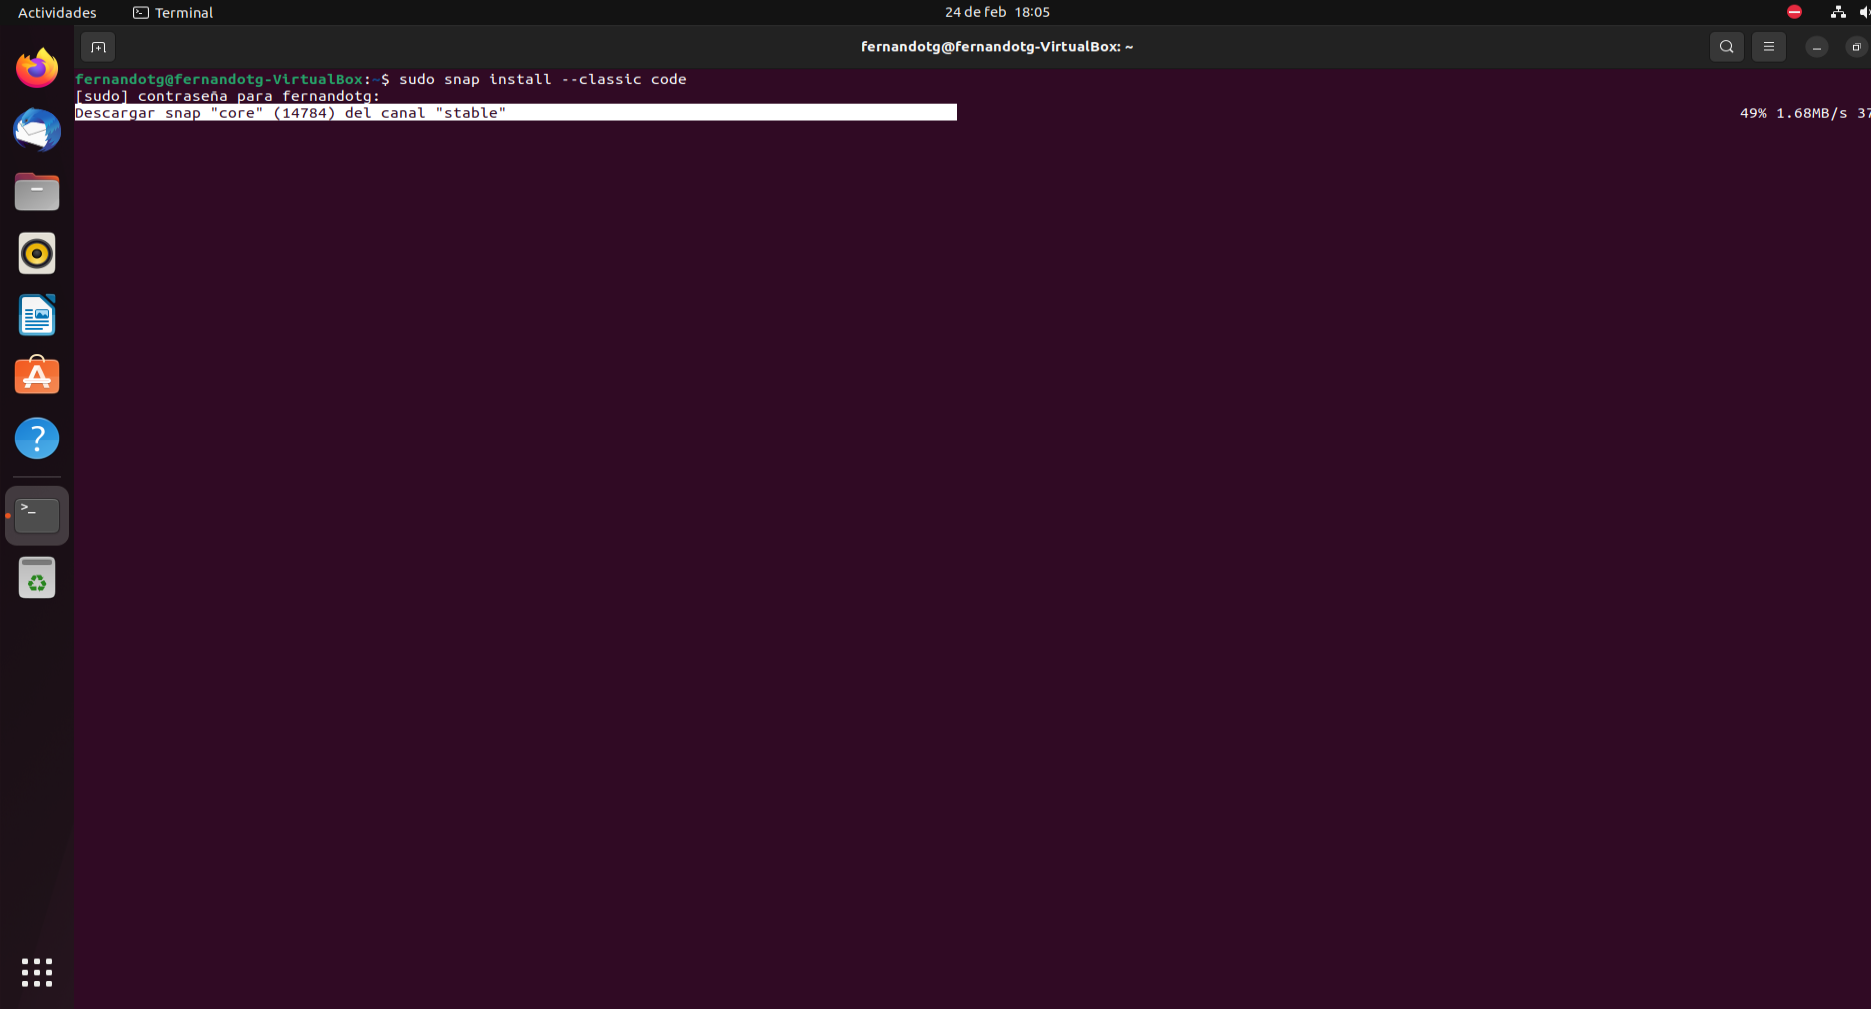 Actividades Terminal 24 de feb 18:05
fernandotg@fernandotg-VirtualBox: ~
fernandotg@fernandotg-VirtualBox:~$ sudo snap install --classic code
[sudo] contraseña para fernandotg:
Descargar snap "core" (14784) del canal "stable" 49% 1.68MB/s 37